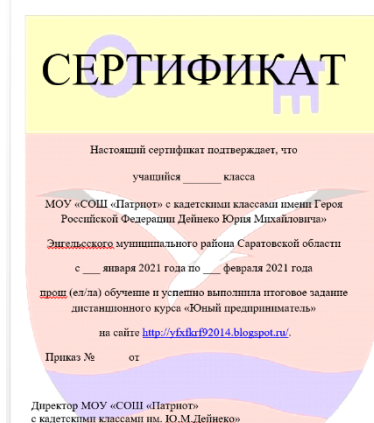 СЕРТИФИКАТ
Настоящий сертификат подтверждает, что
учащийся _______ класса
МОУ «СОШ «Патриот» с кадетскими классами имени Героя
Российской Федерации Дейнеко Юрия Михайловича»
Энгельсского муниципального района Саратовской области
с ___ января 2021 года по ___ февраля 2021 года
прош (ел/ла) обучение и успешно выполнила итоговое задание
дистанционного курса «Юный предприниматель»
на сайте http://yfxfkrf92014.blogspot.ru/.
Приказ № от
Директор МОУ «СОШ «Патриот»
с кадетскими классами им. Ю.М.Дейнеко»